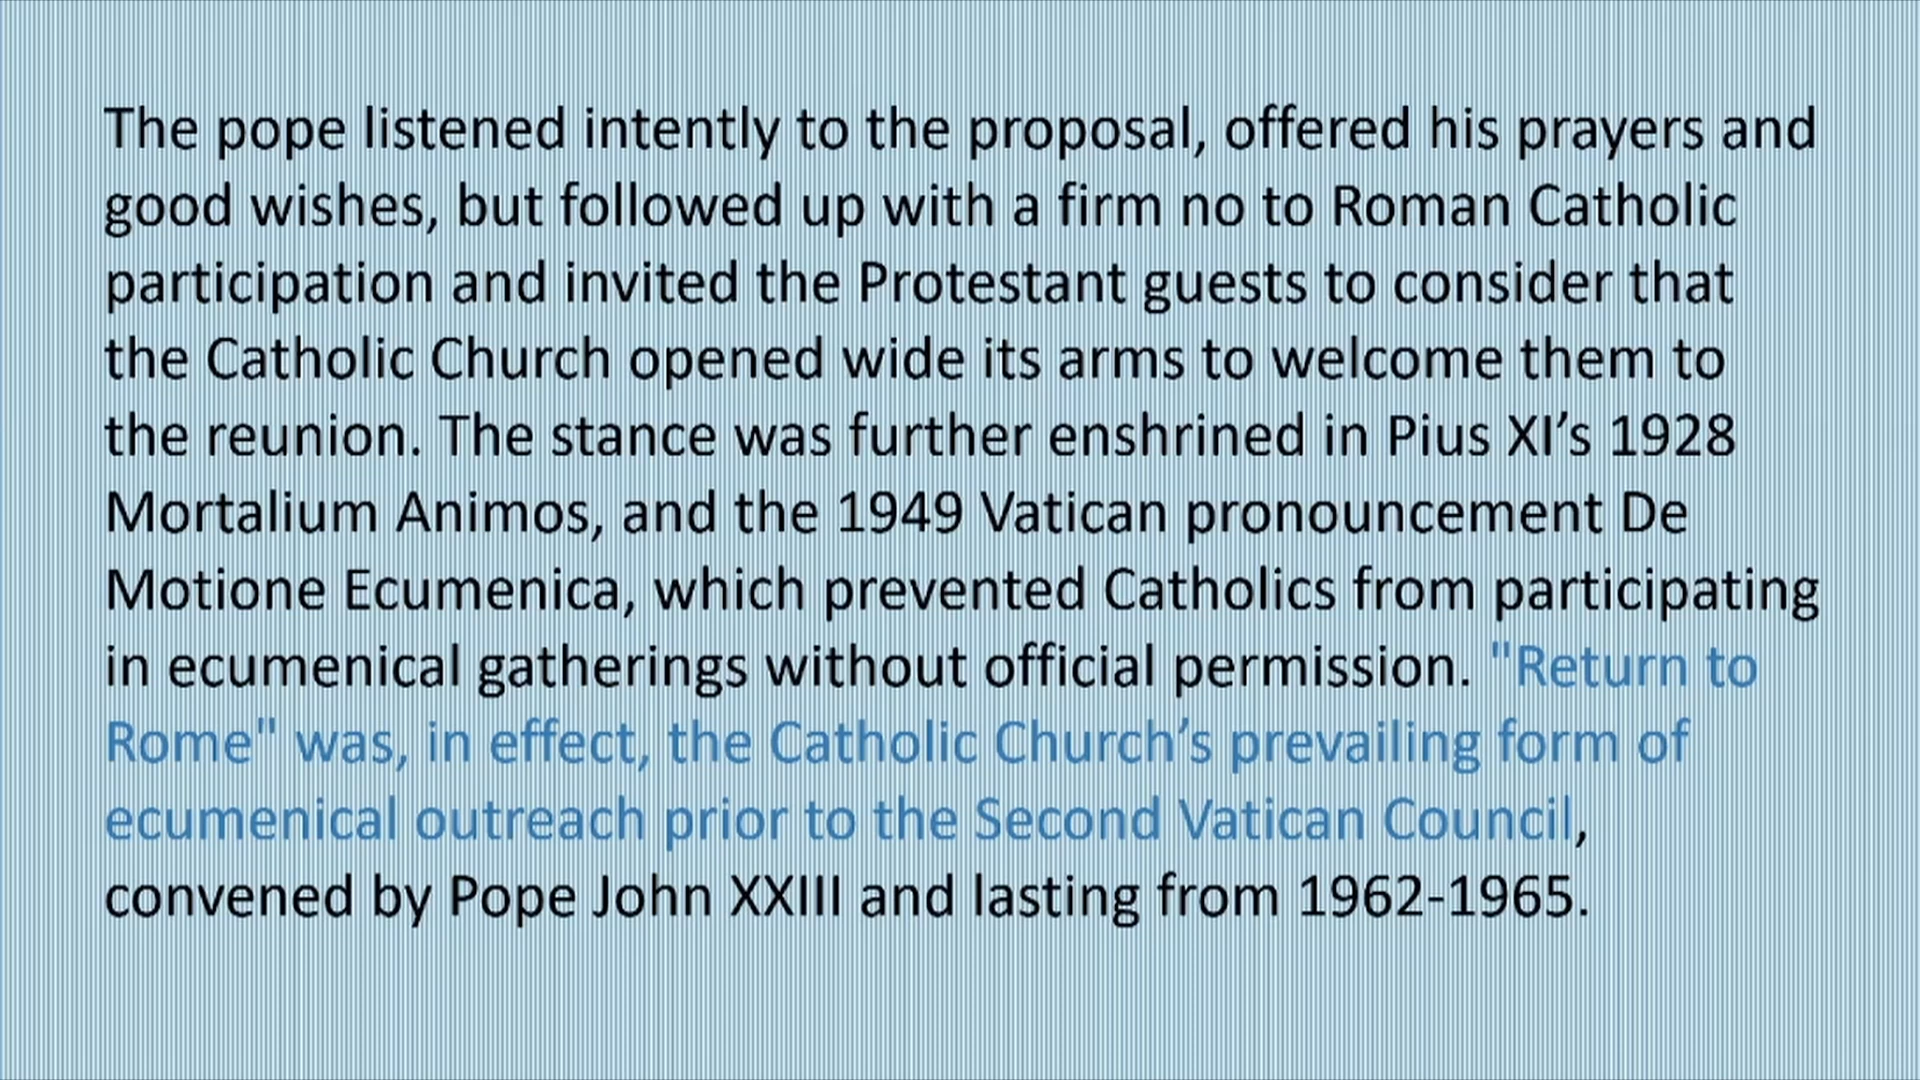 The pope listened intently to the proposal, offered his prayers and
good wishes, but followed up with a firm no to Roman Catholic
participation and invited the Protestant guests to consider that
the Catholic Church opened wide its arms to welcome them to
the reunion. The stance was further enshrined in Pius XI’s 1928
Mortalium Animos, and the 1949 Vatican pronouncement De
Motione Ecumenica, which prevented Catholics from participating
in ecumenical gatherings without official permission. "Return to
Rome" was, in effect, the Catholic Church’s prevailing form of
ecumenical outreach prior to the Second Vatican Council,
convened by Pope John XXIII and lasting from 1962-1965.